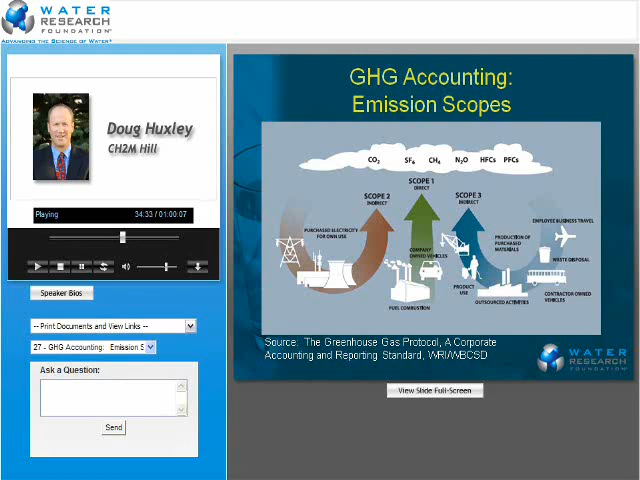 WATER
RESEARCH
FOUNDATION
ADVANCING THE SCIENCE OF WATER
Doug Huxley
CH2M Hill
Playing
34:33 / 01:00:07
Speaker Bios
-- Print Documents and View Links --
27 - GHG Accounting: Emission S
Ask a Question:
Send
GHG Accounting:
Emission Scopes
CO2 SF6 CH4 N2O HFCs PFCs
SCOPE 1
DIRECT
SCOPE 2
INDIRECT
SCOPE 3
INDIRECT
PURCHASED ELECTRICITY
FOR OWN USE
COMPANY
OWNED VEHICLES
FUEL COMBUSTION
PRODUCT
USE
PRODUCTION OF
PURCHASED
MATERIALS
OUTSOURCED ACTIVITIES
EMPLOYEE BUSINESS TRAVEL
WASTE DISPOSAL
CONTRACTOR OWNED
VEHICLES
Source: The Greenhouse Gas Protocol, A Corporate
Accounting and Reporting Standard, WRI/WBCSD
WATER
RESEARCH
FOUNDATION
View Slide Full-Screen